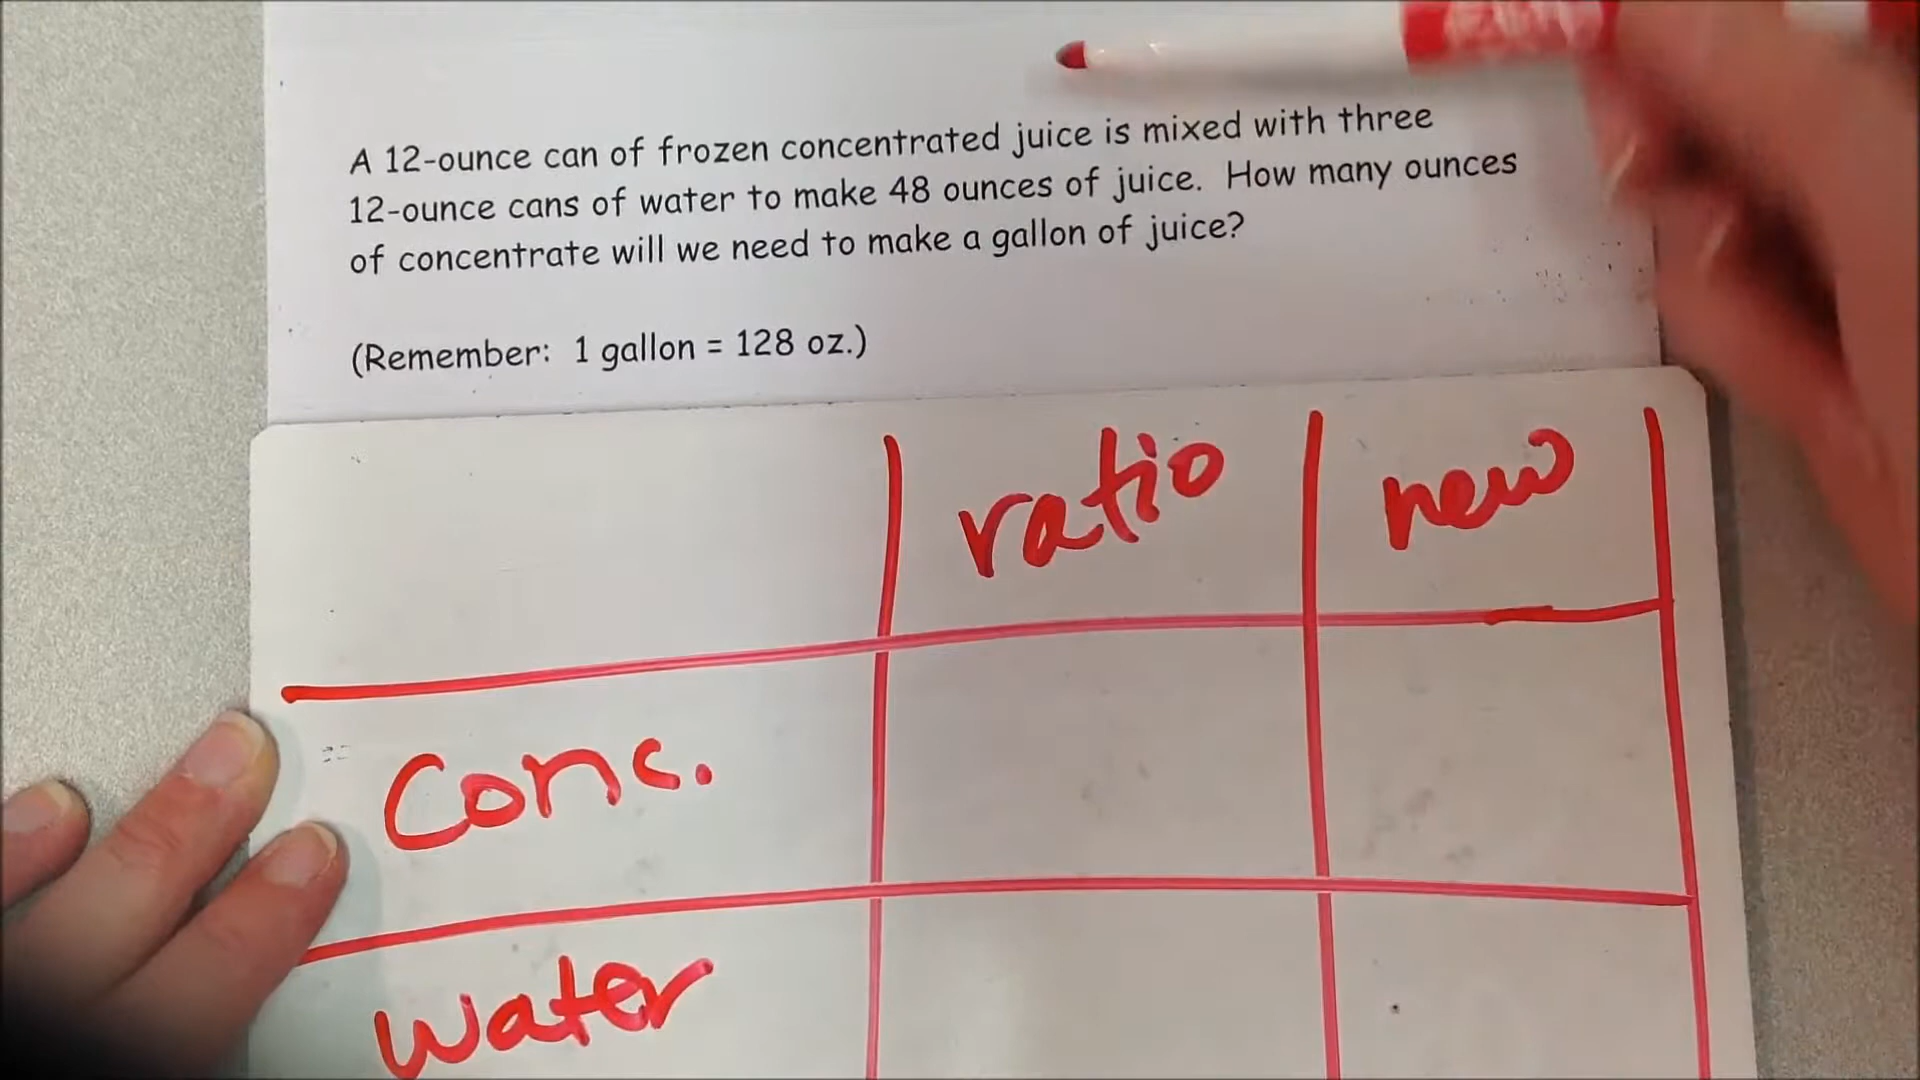 A 12-ounce can of frozen concentrated juice is mixed with three
12-ounce cans of water to make 48 ounces of juice. How many ounces
of concentrate will we need to make a gallon of juice?
(Remember: 1 gallon = 128 oz.)
ratio new
Conc.
water